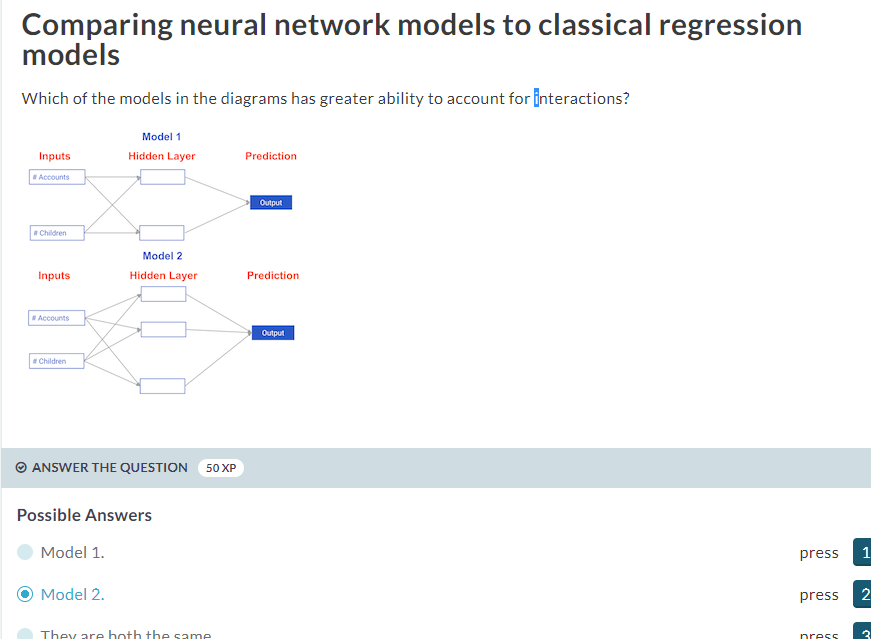 Comparing neural network models to classical regression
models
Which of the models in the diagrams has greater ability to account for interactions?
Model 1
Inputs Hidden Layer Prediction
# Accounts
Output
# Children
Model 2
Inputs Hidden Layer Prediction
# Accounts
Output
# Children
ANSWER THE QUESTION 50 XP
Possible Answers
Model 1. press 1
Model 2. press 2
They are both the same. press 3